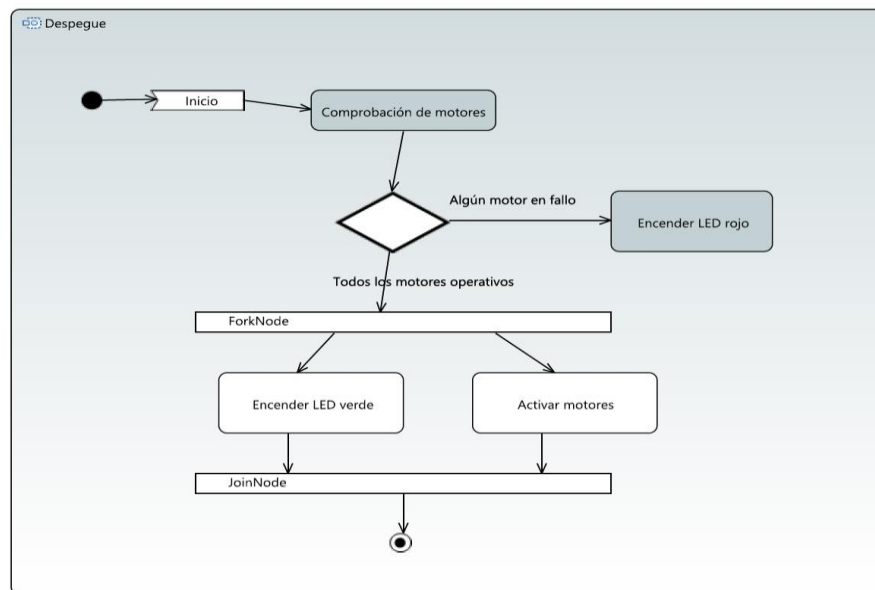 Despegue
Inicio
Comprobación de motores
Algún motor en fallo
Encender LED rojo
Todos los motores operativos
ForkNode
Encender LED verde
Activar motores
JoinNode